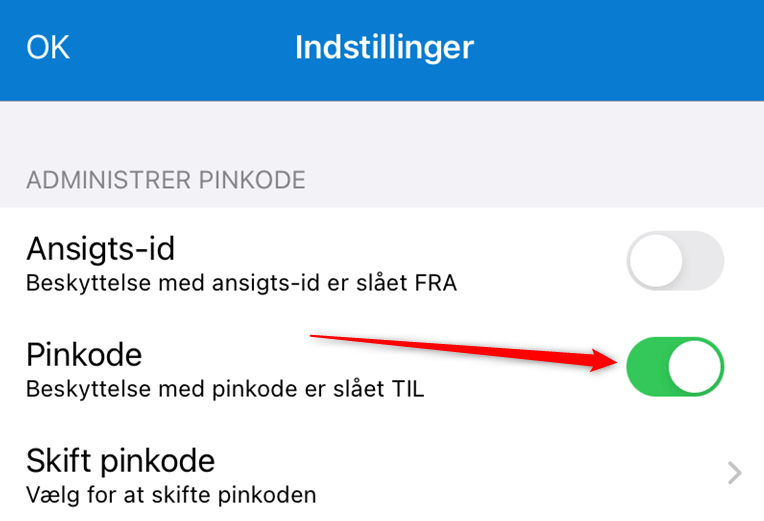 OK
Indstillinger
ADMINISTRER PINKODE
Ansigts-id
Beskyttelse med ansigts-id er slået FRA
Pinkode
Beskyttelse med pinkode er slået TIL
Skift pinkode
Vælg for at skifte pinkoden